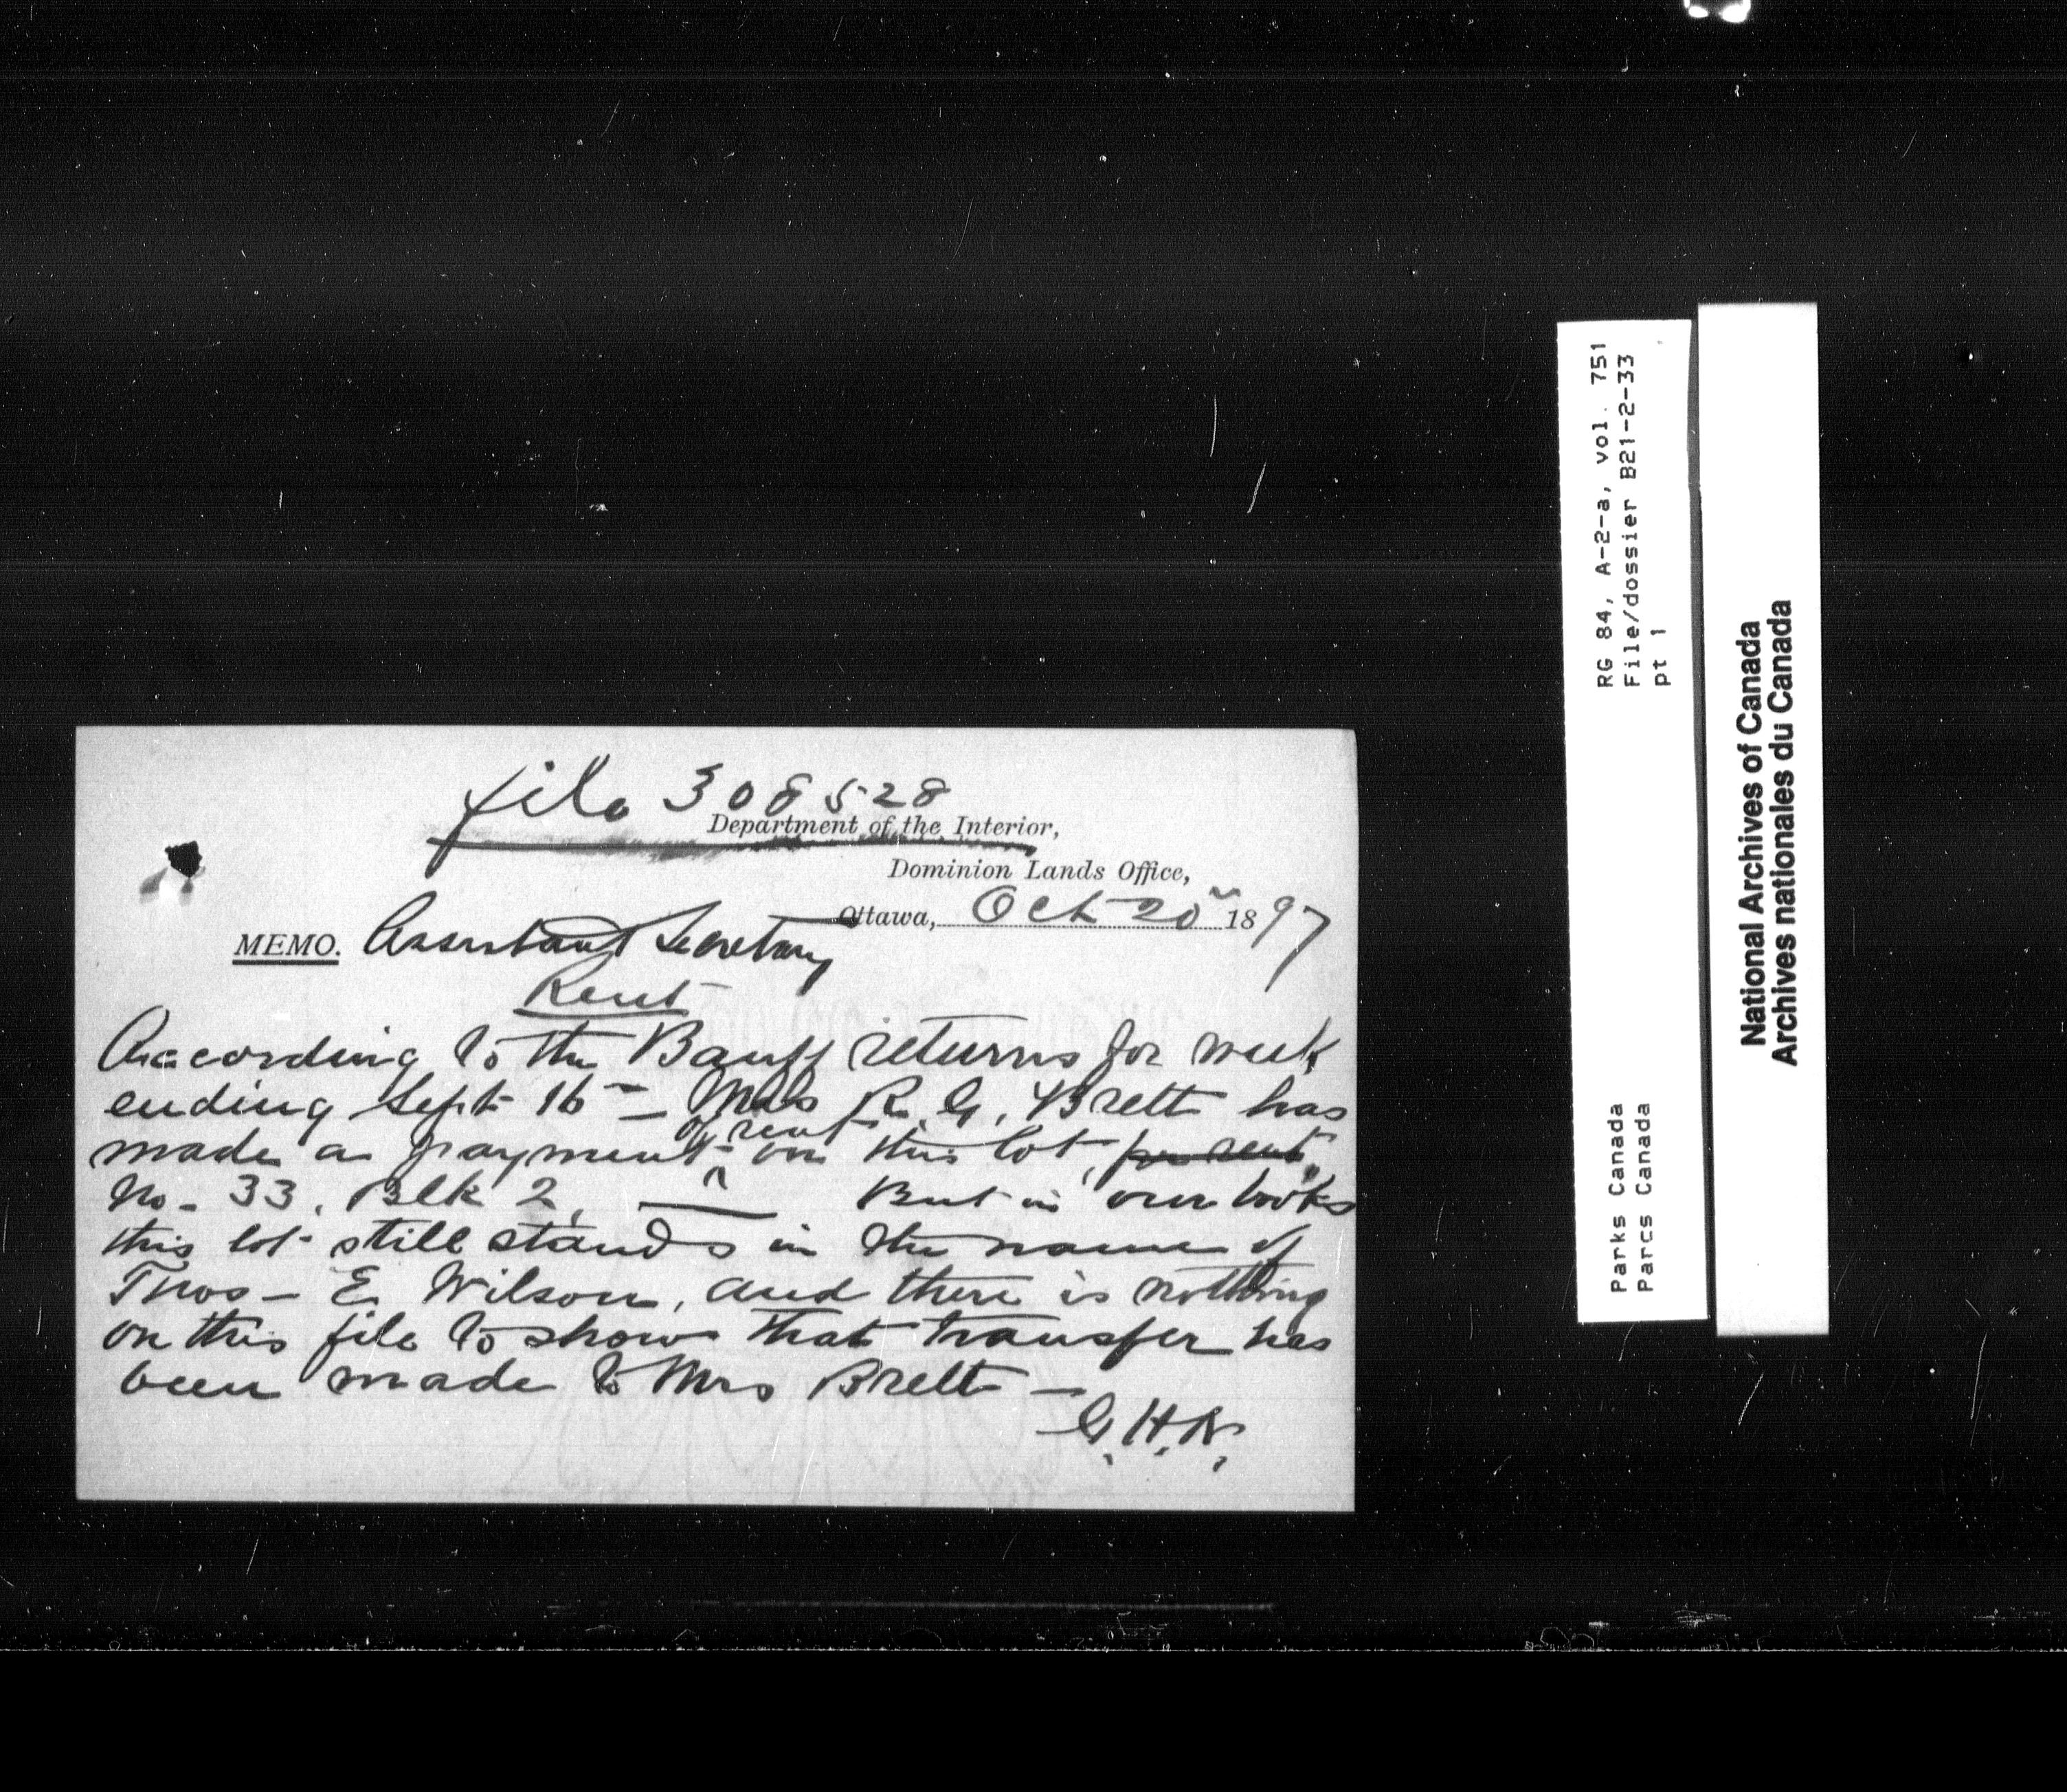 file 308528
Department of the Interior,
Dominion Lands Office,
Ottawa, Oct 20th 1897
MEMO. Assistant Secretary
Rent
According to the Banff returns for week
ending Sept 16th — Mrs R. G. Brett has
made a payment of rent on this lot,
No. 33, Blk 2, — But in our books
this lot still stands in the name of
Thos — E. Wilson, and there is nothing
on this file to show that transfer has
been made to Mrs Brett —
RG 84, A-2-a, vol. 751
File/dossier B21-2-33
pt 1
Parks Canada
Parcs Canada
National Archives of Canada
Archives nationales du Canada